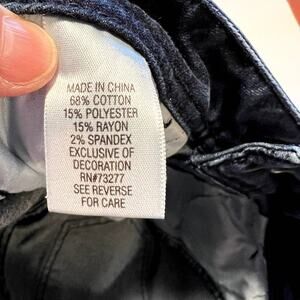 MADE IN CHINA
68% COTTON
15% POLYESTER
15% RAYON
2% SPANDEX
EXCLUSIVE OF
DECORATION
RN#73277
SEE REVERSE
FOR CARE